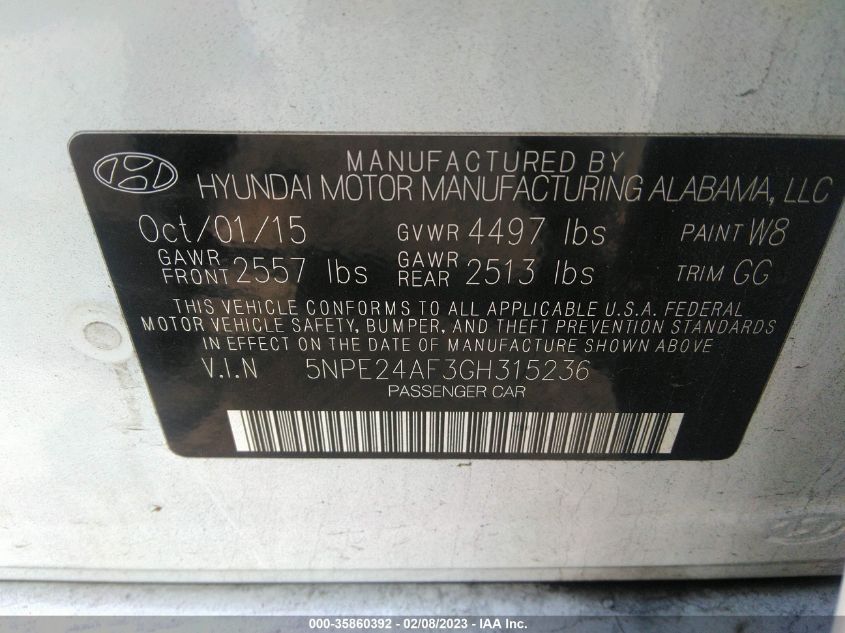 MANUFACTURED BY
HYUNDAI MOTOR MANUFACTURING ALABAMA, LLC
Oct/01/15 GVWR 4497 lbs PAINT W8
GAWR FRONT 2557 lbs GAWR REAR 2513 lbs TRIM GG
THIS VEHICLE CONFORMS TO ALL APPLICABLE U.S.A. FEDERAL
MOTOR VEHICLE SAFETY, BUMPER, AND THEFT PREVENTION STANDARDS
IN EFFECT ON THE DATE OF MANUFACTURE SHOWN ABOVE
V.I.N 5NPE24AF3GH315236
PASSENGER CAR
000-35860392 - 02/08/2023 - IAA Inc.